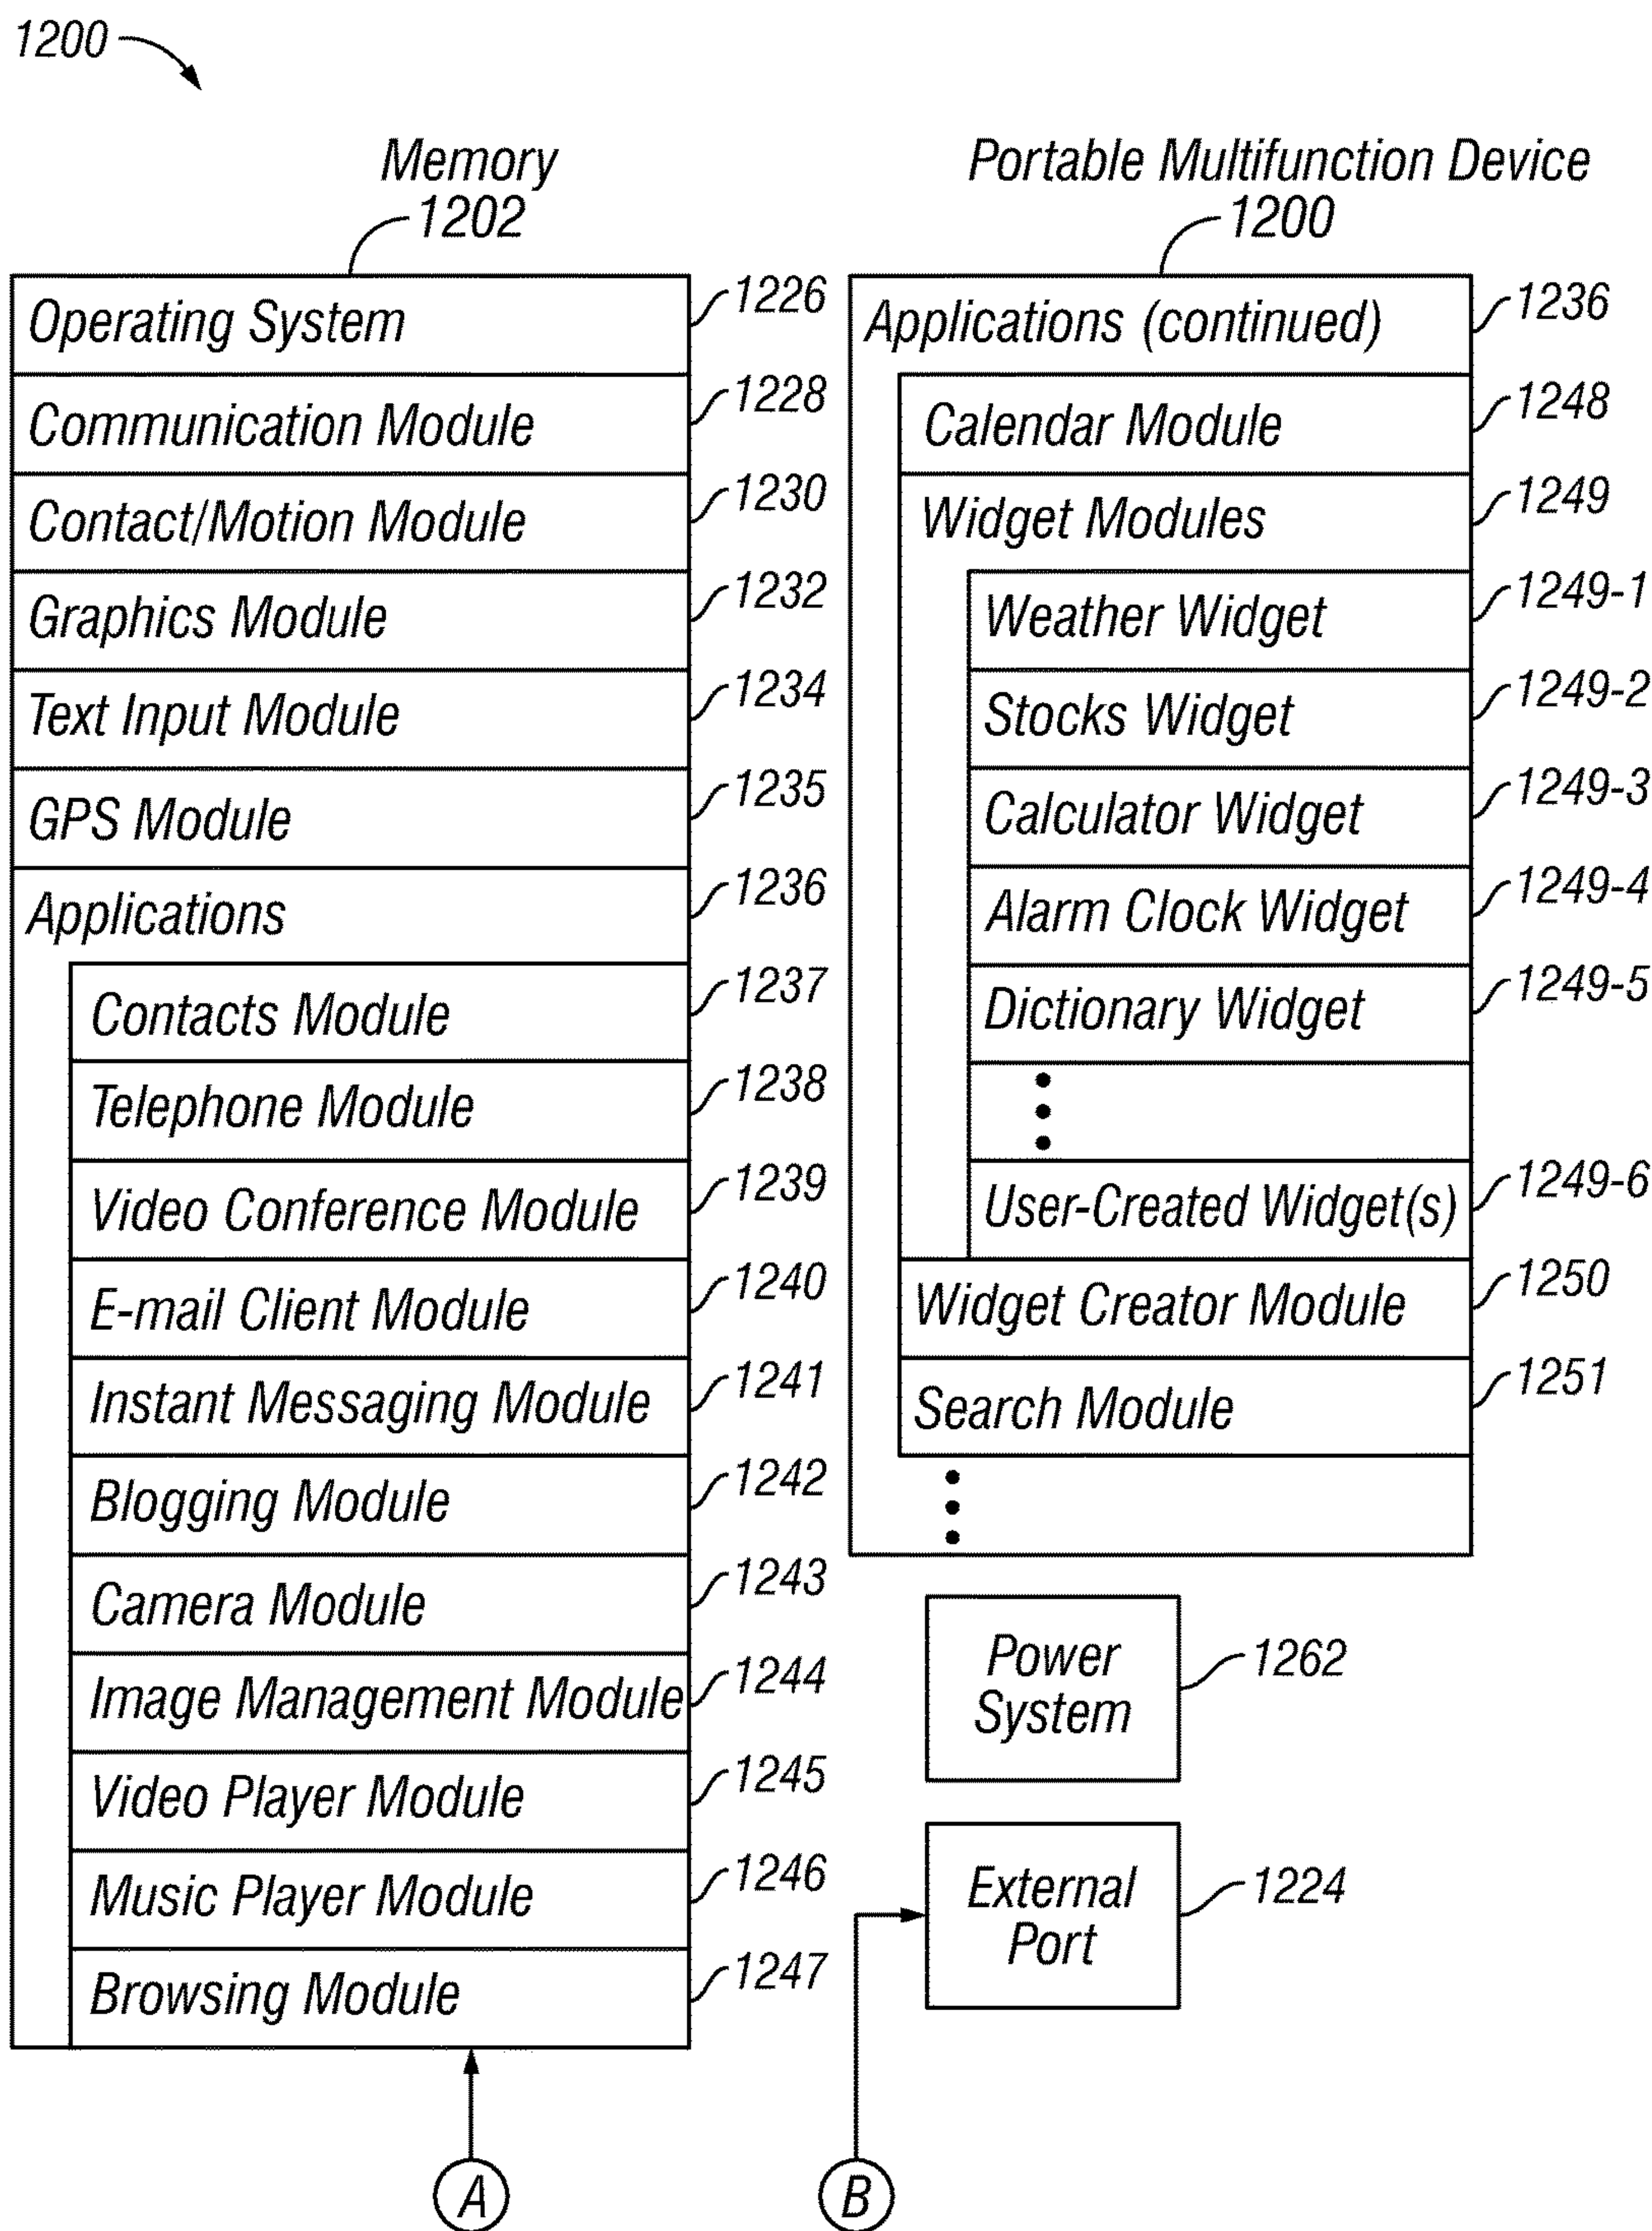 1200
Memory
1202
Operating System 1226
Communication Module 1228
Contact/Motion Module 1230
Graphics Module 1232
Text Input Module 1234
GPS Module 1235
Applications 1236
Contacts Module 1237
Telephone Module 1238
Video Conference Module 1239
E-mail Client Module 1240
Instant Messaging Module 1241
Blogging Module 1242
Camera Module 1243
Image Management Module 1244
Video Player Module 1245
Music Player Module 1246
Browsing Module 1247
A
Portable Multifunction Device
1200
Applications (continued) 1236
Calendar Module 1248
Widget Modules 1249
Weather Widget 1249-1
Stocks Widget 1249-2
Calculator Widget 1249-3
Alarm Clock Widget 1249-4
Dictionary Widget 1249-5
User-Created Widget(s) 1249-6
Widget Creator Module 1250
Search Module 1251
Power
System
1262
External
Port
1224
B